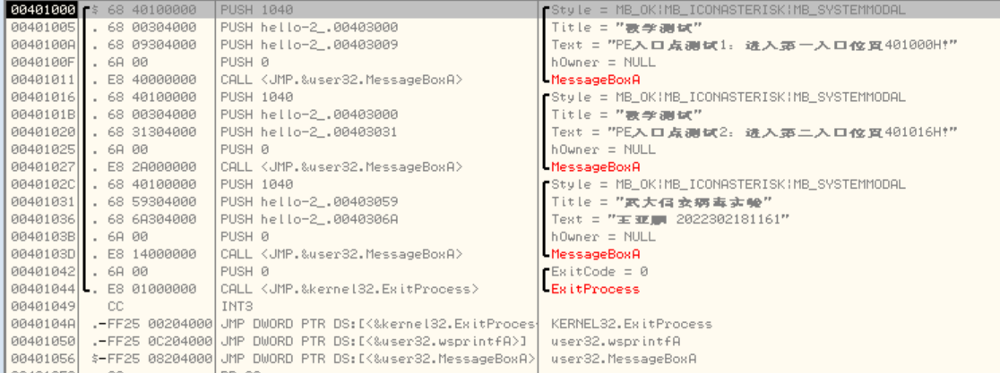 00401000 $ 68 40100000 PUSH 1040 Style = MB_OK|MB_ICONASTERISK|MB_SYSTEMMODAL
00401005 . 68 00304000 PUSH hello-2_.00403000 Title = "教学测试"
0040100A . 68 09304000 PUSH hello-2_.00403009 Text = "PE入口点测试1：进入第一入口位置401000H!"
0040100F . 6A 00 PUSH 0 hOwner = NULL
00401011 . E8 40000000 CALL <JMP.&user32.MessageBoxA> MessageBoxA
00401016 . 68 40100000 PUSH 1040 Style = MB_OK|MB_ICONASTERISK|MB_SYSTEMMODAL
0040101B . 68 00304000 PUSH hello-2_.00403000 Title = "教学测试"
00401020 . 68 31304000 PUSH hello-2_.00403031 Text = "PE入口点测试2：进入第二入口位置401016H!"
00401025 . 6A 00 PUSH 0 hOwner = NULL
00401027 . E8 2A000000 CALL <JMP.&user32.MessageBoxA> MessageBoxA
0040102C . 68 40100000 PUSH 1040 Style = MB_OK|MB_ICONASTERISK|MB_SYSTEMMODAL
00401031 . 68 59304000 PUSH hello-2_.00403059 Title = "武大信安病毒实验"
00401036 . 68 6A304000 PUSH hello-2_.0040306A Text = "王亚鹏 2022302181161"
0040103B . 6A 00 PUSH 0 hOwner = NULL
0040103D . E8 14000000 CALL <JMP.&user32.MessageBoxA> MessageBoxA
00401042 . 6A 00 PUSH 0 ExitCode = 0
00401044 . E8 01000000 CALL <JMP.&kernel32.ExitProcess> ExitProcess
00401049 CC INT3
0040104A .-FF25 00204000 JMP DWORD PTR DS:[<&kernel32.ExitProces KERNEL32.ExitProcess
00401050 .-FF25 0C204000 JMP DWORD PTR DS:[<&user32.wsprintfA>] user32.wsprintfA
00401056 $-FF25 08204000 JMP DWORD PTR DS:[<&user32.MessageBoxA> user32.MessageBoxA